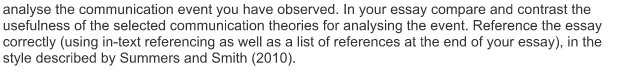 analyse the communication event you have observed. In your essay compare and contrast the
usefulness of the selected communication theories for analysing the event. Reference the essay
correctly (using in-text referencing as well as a list of references at the end of your essay), in the
style described by Summers and Smith (2010).